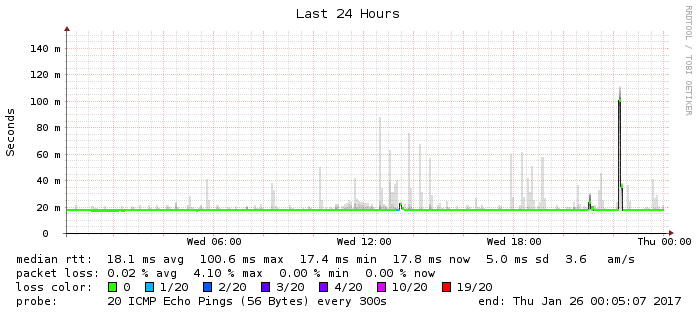 Last 24 Hours
RRDTOOL / TOBI OETIKER
Seconds
140 m
120 m
100 m
80 m
60 m
40 m
20 m
0
Wed 06:00 Wed 12:00 Wed 18:00 Thu 00:00
median rtt: 18.1 ms avg 100.6 ms max 17.4 ms min 17.8 ms now 5.0 ms sd 3.6 am/s
packet loss: 0.02 % avg 4.10 % max 0.00 % min 0.00 % now
loss color: 0 1/20 2/20 3/20 4/20 10/20 19/20
probe: 20 ICMP Echo Pings (56 Bytes) every 300s end: Thu Jan 26 00:05:07 2017